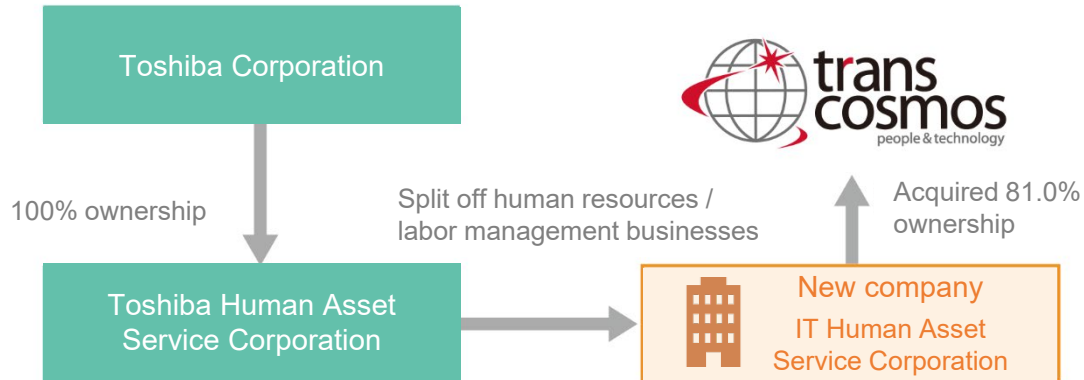 Toshiba Corporation
trans
cosmos
people & technology
100% ownership
Split off human resources /
labor management businesses
Acquired 81.0%
ownership
Toshiba Human Asset
Service Corporation
New company
IT Human Asset
Service Corporation